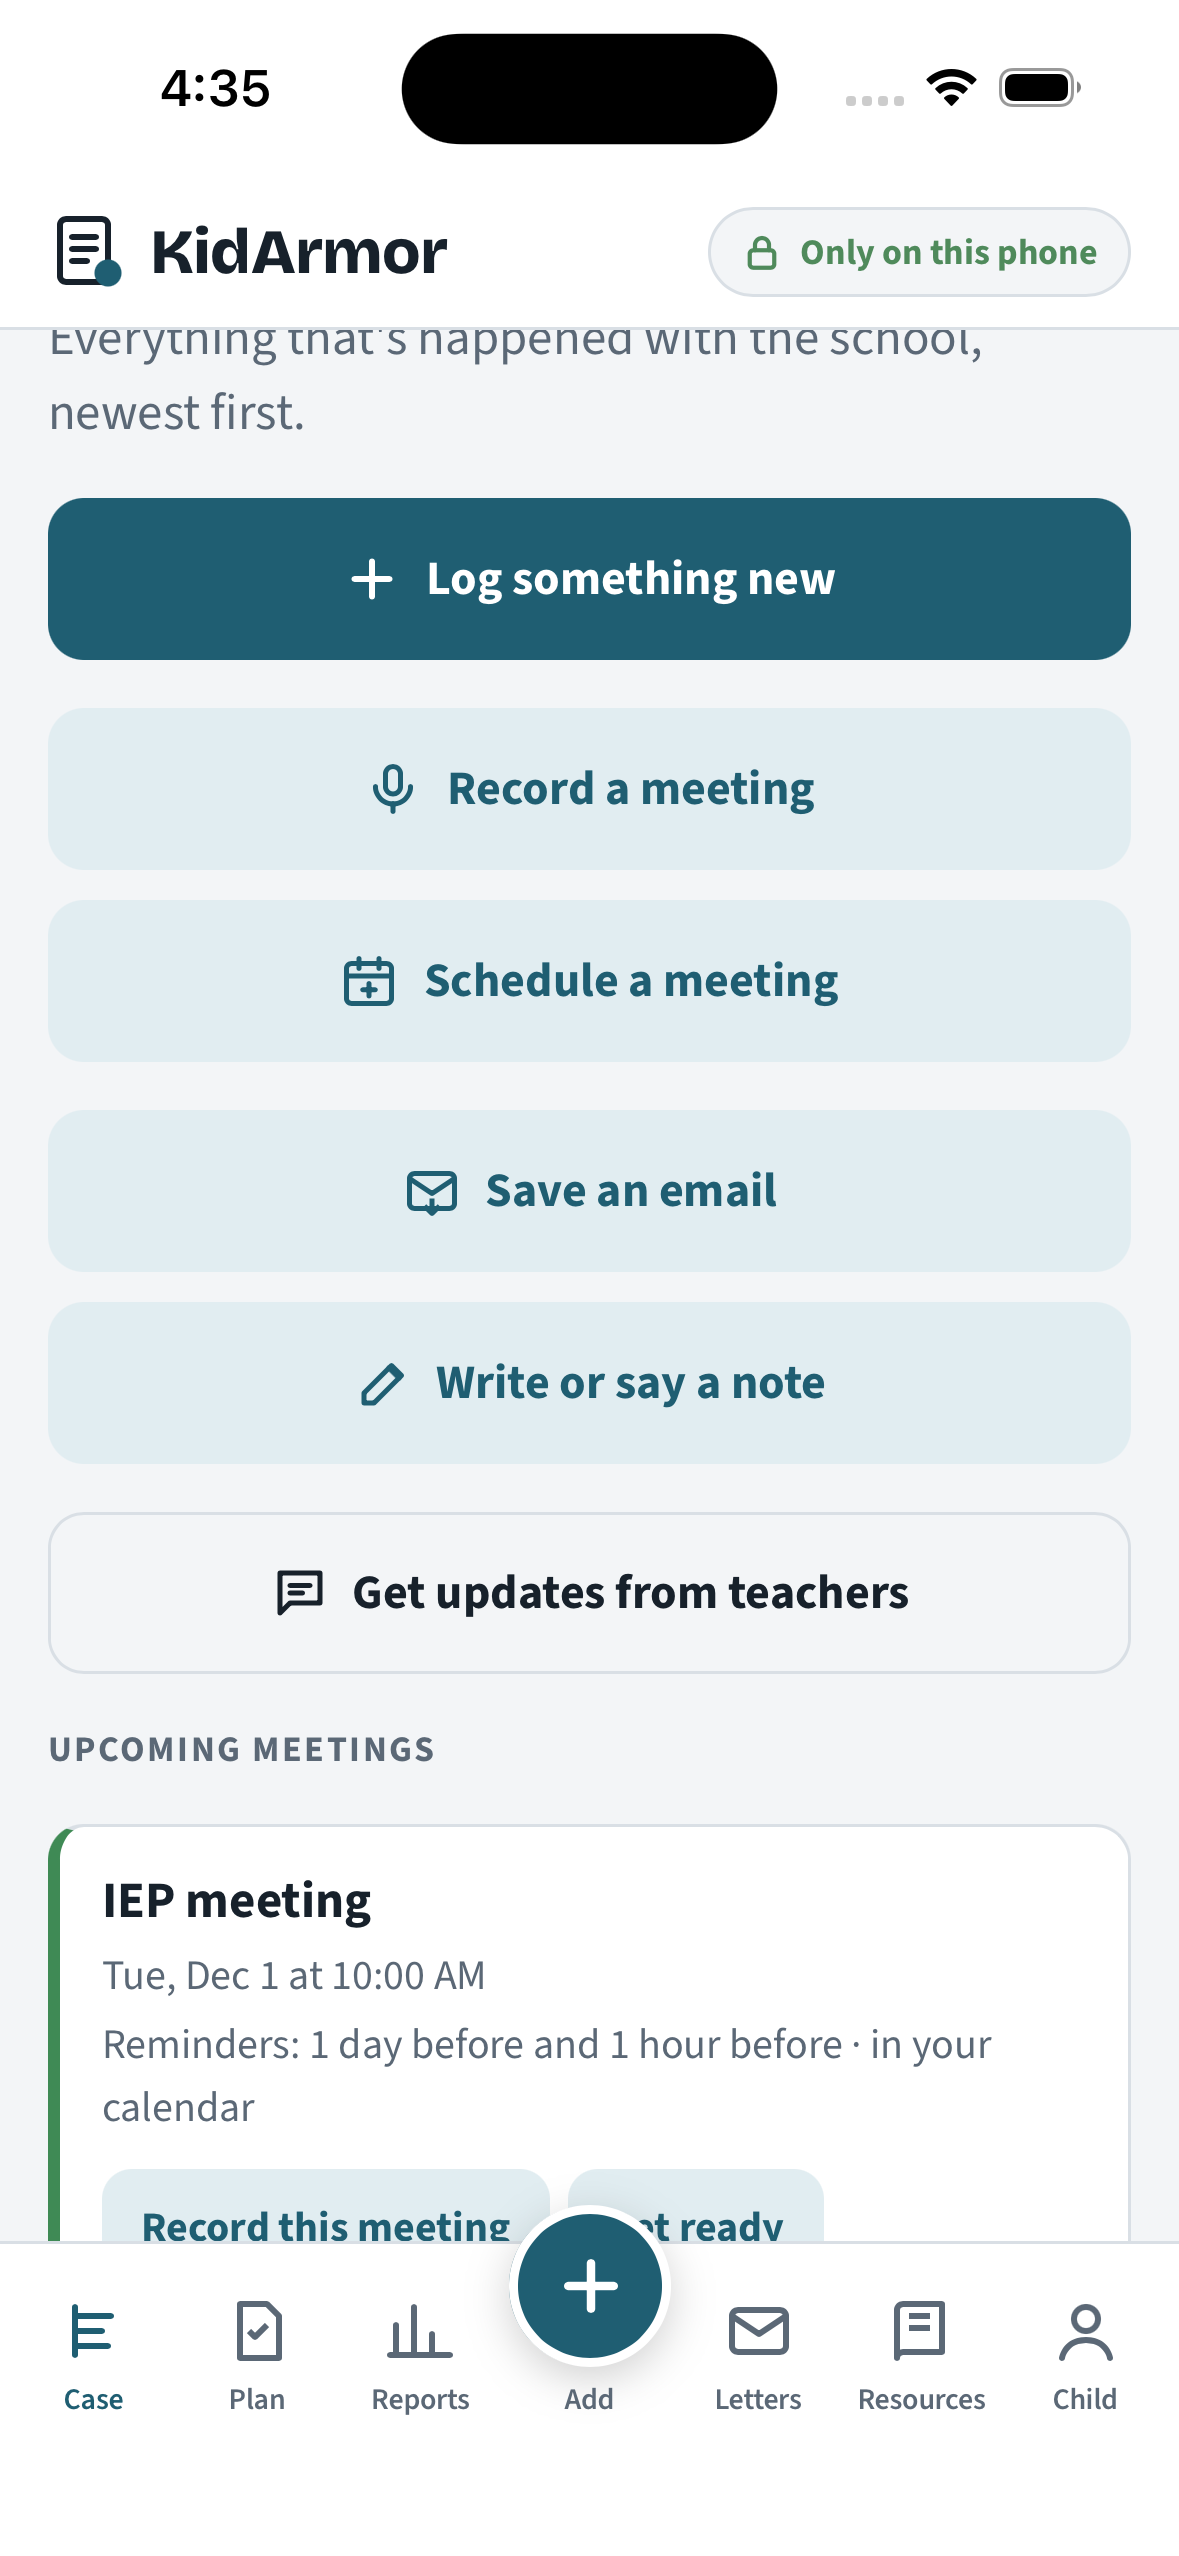 4:35
KidArmor
Only on this phone
Everything that's happened with the school,
newest first.
Log something new
Record a meeting
Schedule a meeting
Save an email
Write or say a note
Get updates from teachers
UPCOMING MEETINGS
IEP meeting
Tue, Dec 1 at 10:00 AM
Reminders: 1 day before and 1 hour before · in your
calendar
Record this meeting
ready
Case
Plan
Reports
Add
Letters
Resources
Child